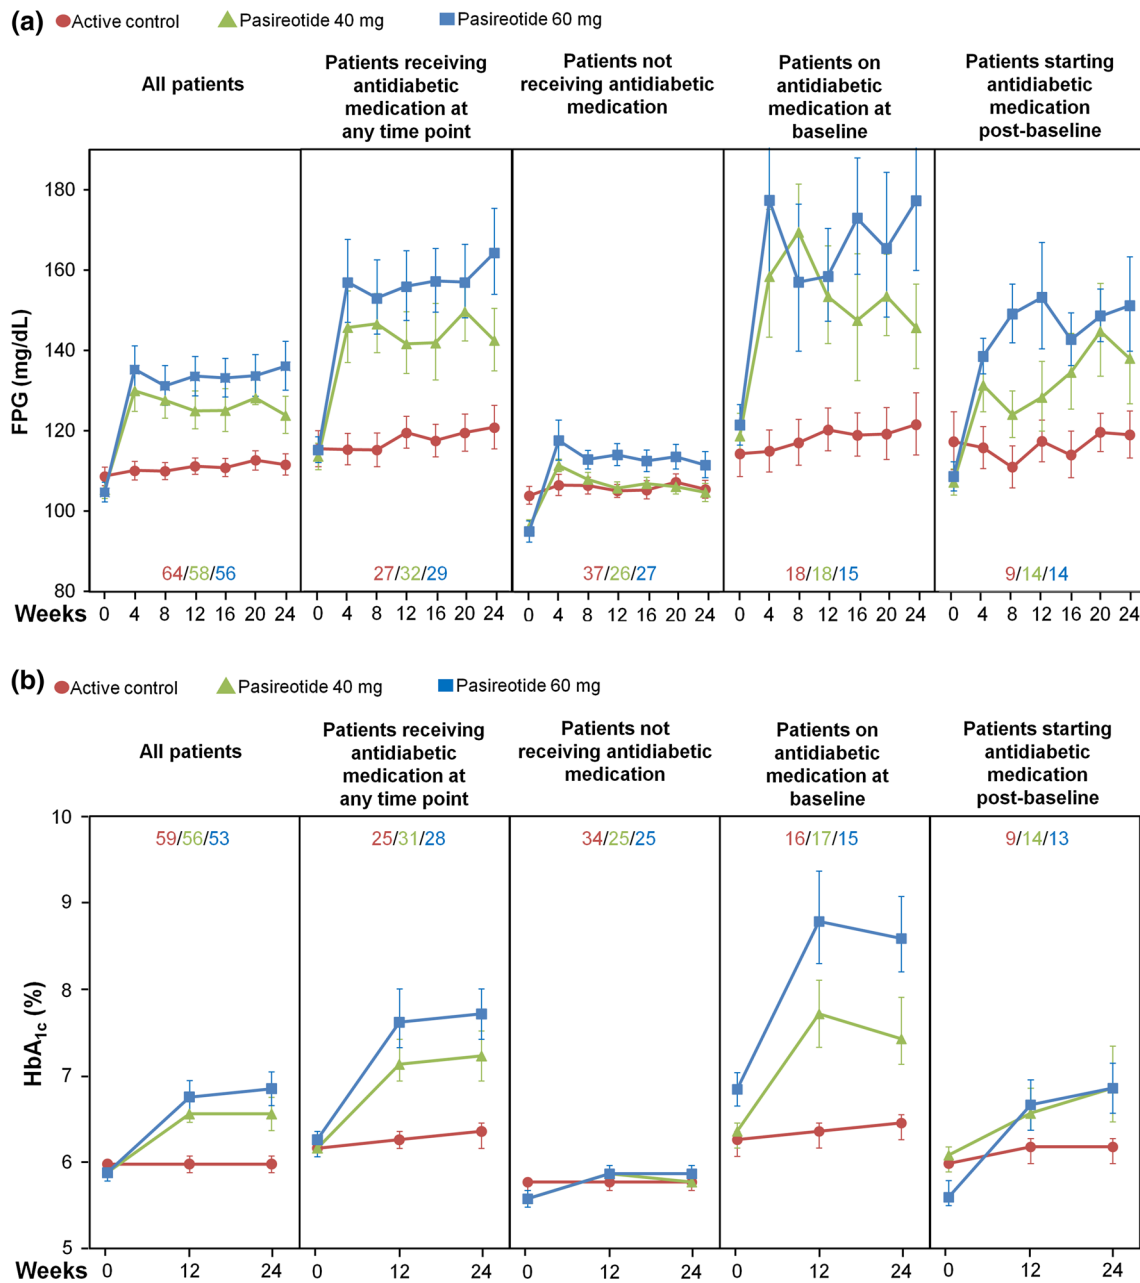 (a) Active control Pasireotide 40 mg Pasireotide 60 mg
All patients
Patients receiving
antidiabetic
medication at
any time point
Patients not
receiving antidiabetic
medication
Patients on
antidiabetic
medication at
baseline
Patients starting
antidiabetic
medication
post-baseline
FPG (mg/dL)
180
160
140
120
100
80
64/58/56 27/32/29 37/26/27 18/18/15 9/14/14
Weeks 0 4 8 12 16 20 24 0 4 8 12 16 20 24 0 4 8 12 16 20 24 0 4 8 12 16 20 24 0 4 8 12 16 20 24
(b) Active control Pasireotide 40 mg Pasireotide 60 mg
All patients
Patients receiving
antidiabetic
medication at
any time point
Patients not
receiving antidiabetic
medication
Patients on
antidiabetic
medication at
baseline
Patients starting
antidiabetic
medication
post-baseline
HbA1c (%)
10
9
8
7
6
5
59/56/53 25/31/28 34/25/25 16/17/15 9/14/13
Weeks 0 12 24 0 12 24 0 12 24 0 12 24 0 12 24